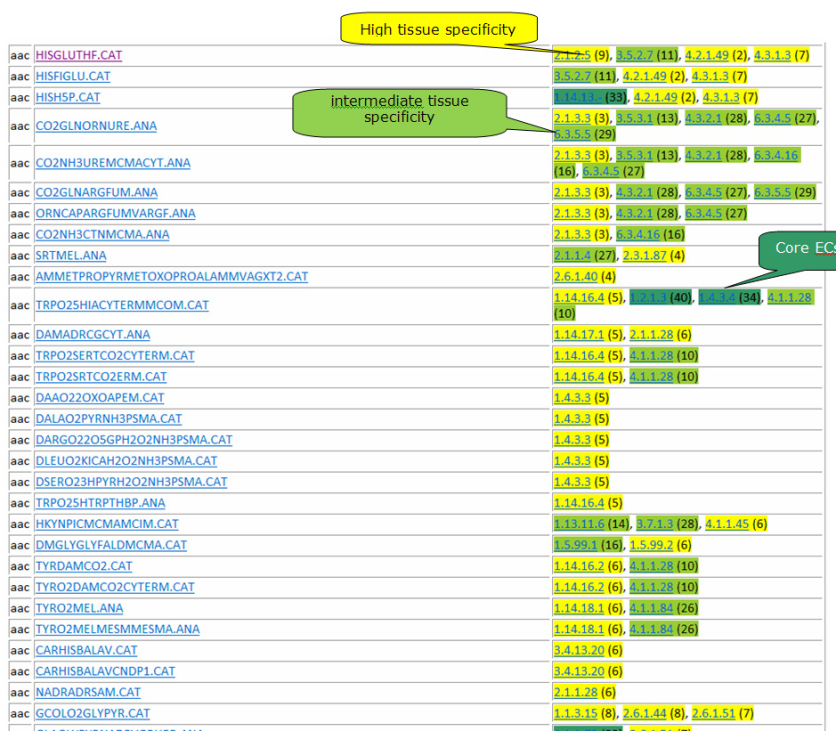 High tissue specificity
aac HISGLUTHF.CAT 2.1.2.5 (9), 3.5.2.7 (11), 4.2.1.49 (2), 4.3.1.3 (7)
aac HISFIGLU.CAT 3.5.2.7 (11), 4.2.1.49 (2), 4.3.1.3 (7)
aac HISH5P.CAT 1.14.13.- (33), 4.2.1.49 (2), 4.3.1.3 (7)
intermediate tissue
specificity
aac CO2GLNORNURE.ANA 2.1.3.3 (3), 3.5.3.1 (13), 4.3.2.1 (28), 6.3.4.5 (27),
6.3.5.5 (29)
aac CO2NH3UREMCMACYT.ANA 2.1.3.3 (3), 3.5.3.1 (13), 4.3.2.1 (28), 6.3.4.16
(16), 6.3.4.5 (27)
aac CO2GLNARGFUM.ANA 2.1.3.3 (3), 4.3.2.1 (28), 6.3.4.5 (27), 6.3.5.5 (29)
aac ORNCAPARGFUMVARGF.ANA 2.1.3.3 (3), 4.3.2.1 (28), 6.3.4.5 (27)
aac CO2NH3CTNMCMA.ANA 2.1.3.3 (3), 6.3.4.16 (16)
Core ECs
aac SRTMEL.ANA 2.1.1.4 (27), 2.3.1.87 (4)
aac AMMETPROPYRMETOXOPROALAMMVAGXT2.CAT 2.6.1.40 (4)
aac TRPO25HIACYTERMMCOM.CAT 1.14.16.4 (5), 1.2.1.3 (40), 1.4.3.4 (34), 4.1.1.28
(10)
aac DAMADRCGCYT.ANA 1.14.17.1 (5), 2.1.1.28 (6)
aac TRPO2SERTCO2CYTERM.CAT 1.14.16.4 (5), 4.1.1.28 (10)
aac TRPO2SRTCO2ERM.CAT 1.14.16.4 (5), 4.1.1.28 (10)
aac DAAO22OXOAPEM.CAT 1.4.3.3 (5)
aac DALAO2PYRNH3PSMA.CAT 1.4.3.3 (5)
aac DARGO22O5GPH2O2NH3PSMA.CAT 1.4.3.3 (5)
aac DLEUO2KICAH2O2NH3PSMA.CAT 1.4.3.3 (5)
aac DSERO23HPYRH2O2NH3PSMA.CAT 1.4.3.3 (5)
aac TRPO25HTRPTHBP.ANA 1.14.16.4 (5)
aac HKYNPICMCMAMCIM.CAT 1.13.11.6 (14), 3.7.1.3 (28), 4.1.1.45 (6)
aac DMGLYGLYFALDMCMA.CAT 1.5.99.1 (16), 1.5.99.2 (6)
aac TYRDAMCO2.CAT 1.14.16.2 (6), 4.1.1.28 (10)
aac TYRO2DAMCO2CYTERM.CAT 1.14.16.2 (6), 4.1.1.28 (10)
aac TYRO2MEL.ANA 1.14.18.1 (6), 4.1.1.84 (26)
aac TYRO2MELMESMMESMA.ANA 1.14.18.1 (6), 4.1.1.84 (26)
aac CARHISBALAV.CAT 3.4.13.20 (6)
aac CARHISBALAVCNDP1.CAT 3.4.13.20 (6)
aac NADRADRSAM.CAT 2.1.1.28 (6)
aac GCOLO2GLYPYR.CAT 1.1.3.15 (8), 2.6.1.44 (8), 2.6.1.51 (7)